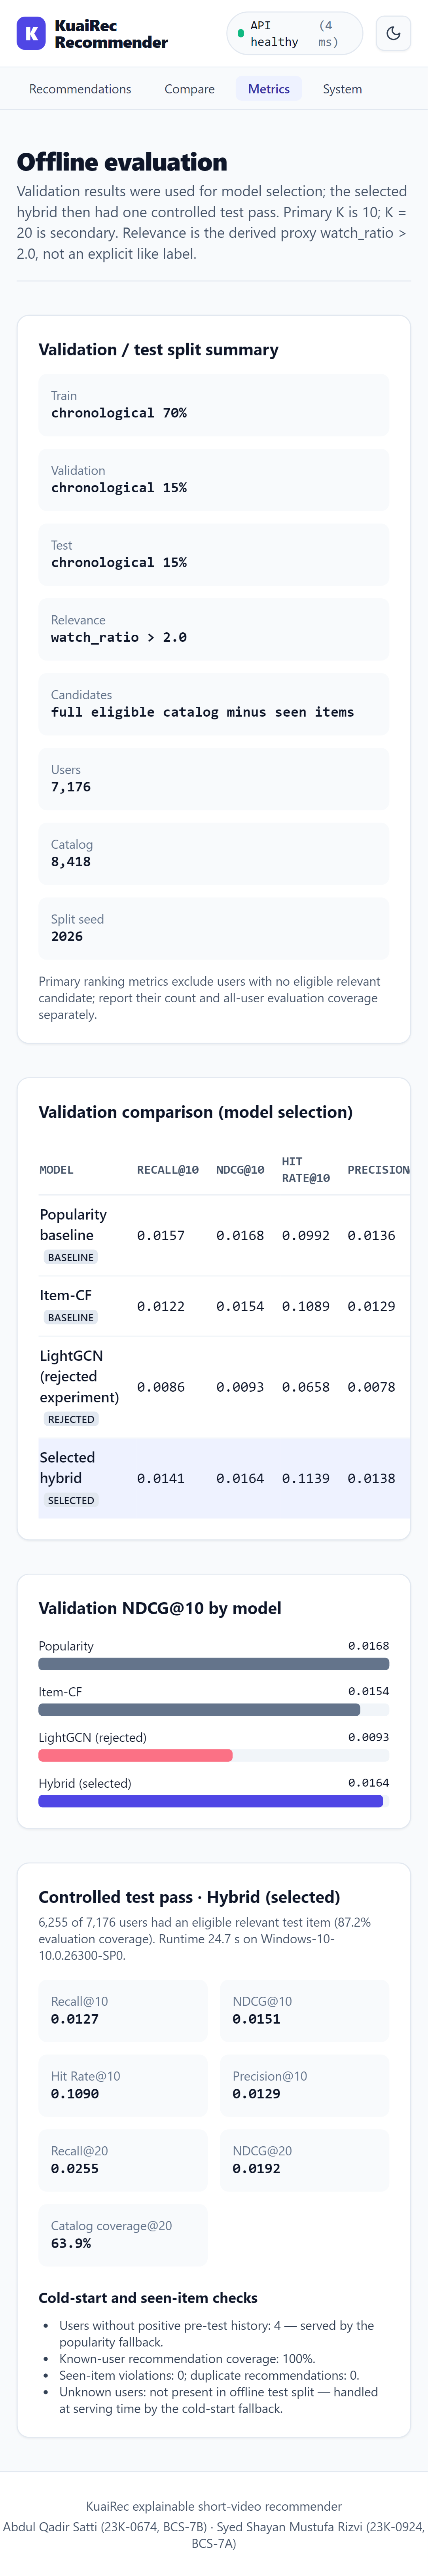 K
KuaiRec
Recommender
API
healthy
(4
ms)
Recommendations Compare Metrics System
Offline evaluation
Validation results were used for model selection; the selected
hybrid then had one controlled test pass. Primary K is 10; K =
20 is secondary. Relevance is the derived proxy watch_ratio >
2.0, not an explicit like label.
Validation / test split summary
Train
chronological 70%
Validation
chronological 15%
Test
chronological 15%
Relevance
watch_ratio > 2.0
Candidates
full eligible catalog minus seen items
Users
7,176
Catalog
8,418
Split seed
2026
Primary ranking metrics exclude users with no eligible relevant
candidate; report their count and all-user evaluation coverage
separately.
Validation comparison (model selection)
MODEL RECALL@10 NDCG@10 HIT RATE@10 PRECISION
Popularity
baseline
BASELINE
0.0157 0.0168 0.0992 0.0136
Item-CF
BASELINE
0.0122 0.0154 0.1089 0.0129
LightGCN
(rejected
experiment)
REJECTED
0.0086 0.0093 0.0658 0.0078
Selected
hybrid
SELECTED
0.0141 0.0164 0.1139 0.0138
Validation NDCG@10 by model
Popularity 0.0168
Item-CF 0.0154
LightGCN (rejected) 0.0093
Hybrid (selected) 0.0164
Controlled test pass · Hybrid (selected)
6,255 of 7,176 users had an eligible relevant test item (87.2%
evaluation coverage). Runtime 24.7 s on Windows-10-
10.0.26300-SP0.
Recall@10
0.0127
NDCG@10
0.0151
Hit Rate@10
0.1090
Precision@10
0.0129
Recall@20
0.0255
NDCG@20
0.0192
Catalog coverage@20
63.9%
Cold-start and seen-item checks
• Users without positive pre-test history: 4 — served by the
popularity fallback.
• Known-user recommendation coverage: 100%.
• Seen-item violations: 0; duplicate recommendations: 0.
• Unknown users: not present in offline test split — handled
at serving time by the cold-start fallback.
KuaiRec explainable short-video recommender
Abdul Qadir Satti (23K-0674, BCS-7B) · Syed Shayan Mustufa Rizvi (23K-0924,
BCS-7A)